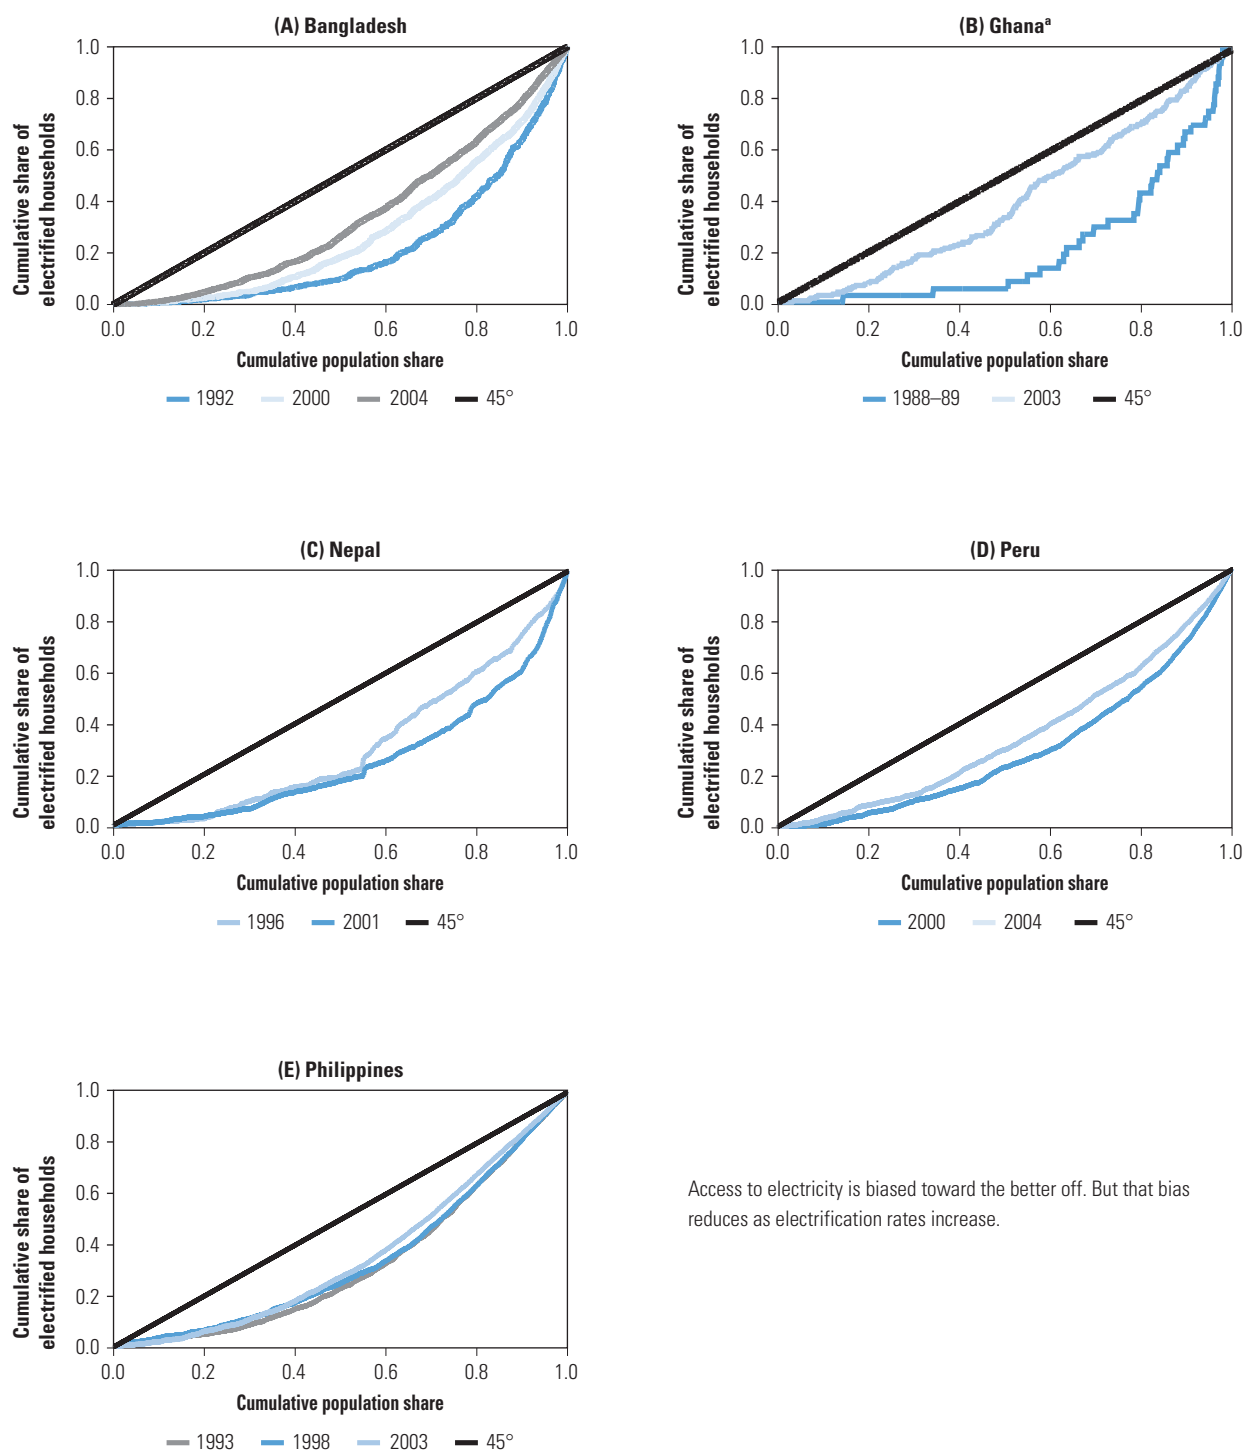 (A) Bangladesh
Cumulative share of
electrified households
1.0
0.8
0.6
0.4
0.2
0.0
0.0 0.2 0.4 0.6 0.8 1.0
Cumulative population share
1992 2000 2004 45°
(B) Ghanaᵃ
Cumulative share of
electrified households
1.0
0.8
0.6
0.4
0.2
0.0
0.0 0.2 0.4 0.6 0.8 1.0
Cumulative population share
1988–89 2003 45°
(C) Nepal
Cumulative share of
electrified households
1.0
0.8
0.6
0.4
0.2
0.0
0.0 0.2 0.4 0.6 0.8 1.0
Cumulative population share
1996 2001 45°
(D) Peru
Cumulative share of
electrified households
1.0
0.8
0.6
0.4
0.2
0.0
0.0 0.2 0.4 0.6 0.8 1.0
Cumulative population share
2000 2004 45°
(E) Philippines
Cumulative share of
electrified households
1.0
0.8
0.6
0.4
0.2
0.0
0.0 0.2 0.4 0.6 0.8 1.0
Cumulative population share
1993 1998 2003 45°
Access to electricity is biased toward the better off. But that bias
reduces as electrification rates increase.